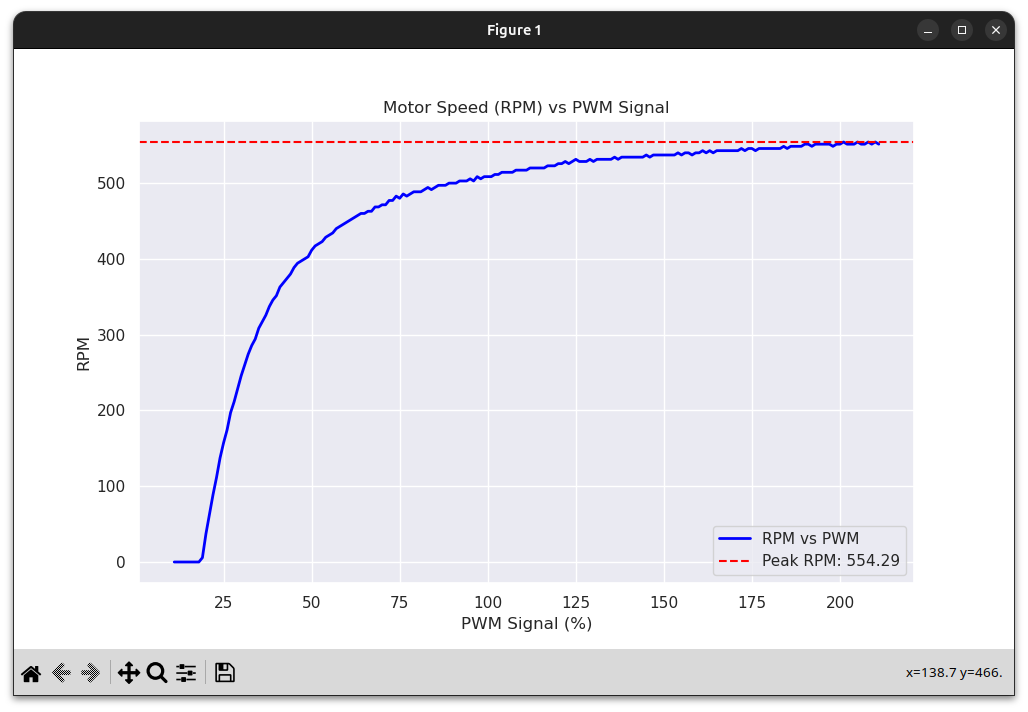 Figure 1
Motor Speed (RPM) vs PWM Signal
500
400
300
200
100
0
RPM
RPM vs PWM
Peak RPM: 554.29
25 50 75 100 125 150 175 200
PWM Signal (%)
x=138.7 y=466.